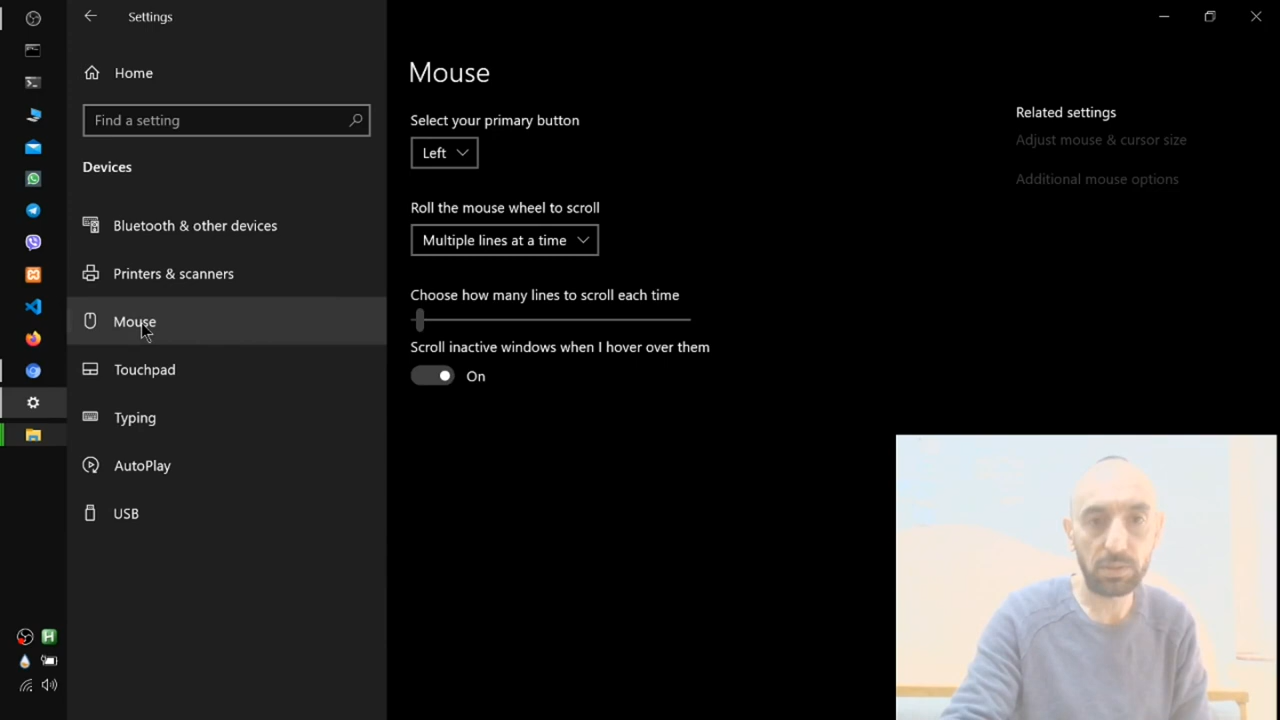 Settings
Home
Find a setting
Devices
Bluetooth & other devices
Printers & scanners
Mouse
Touchpad
Typing
AutoPlay
USB
Mouse
Select your primary button
Left
Roll the mouse wheel to scroll
Multiple lines at a time
Choose how many lines to scroll each time
Scroll inactive windows when I hover over them
On
Related settings
Adjust mouse & cursor size
Additional mouse options
H